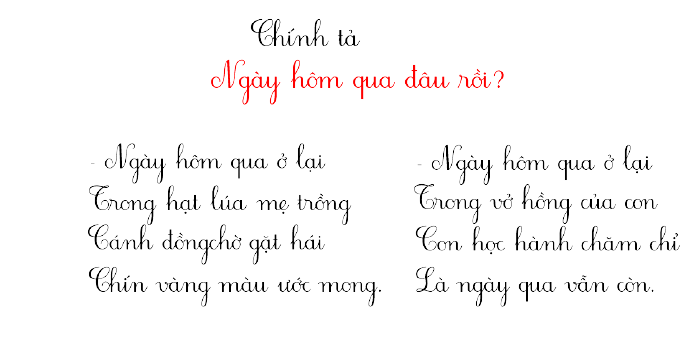 Chính tả
Ngày hôm qua đâu rồi?
- Ngày hôm qua ở lại
Trong hạt lúa mẹ trồng
Cánh đồngchờ gặt hái
Chín vàng màu ước mong.
- Ngày hôm qua ở lại
Trong vở hồng của con
Con học hành chăm chỉ
Là ngày qua vẫn còn.